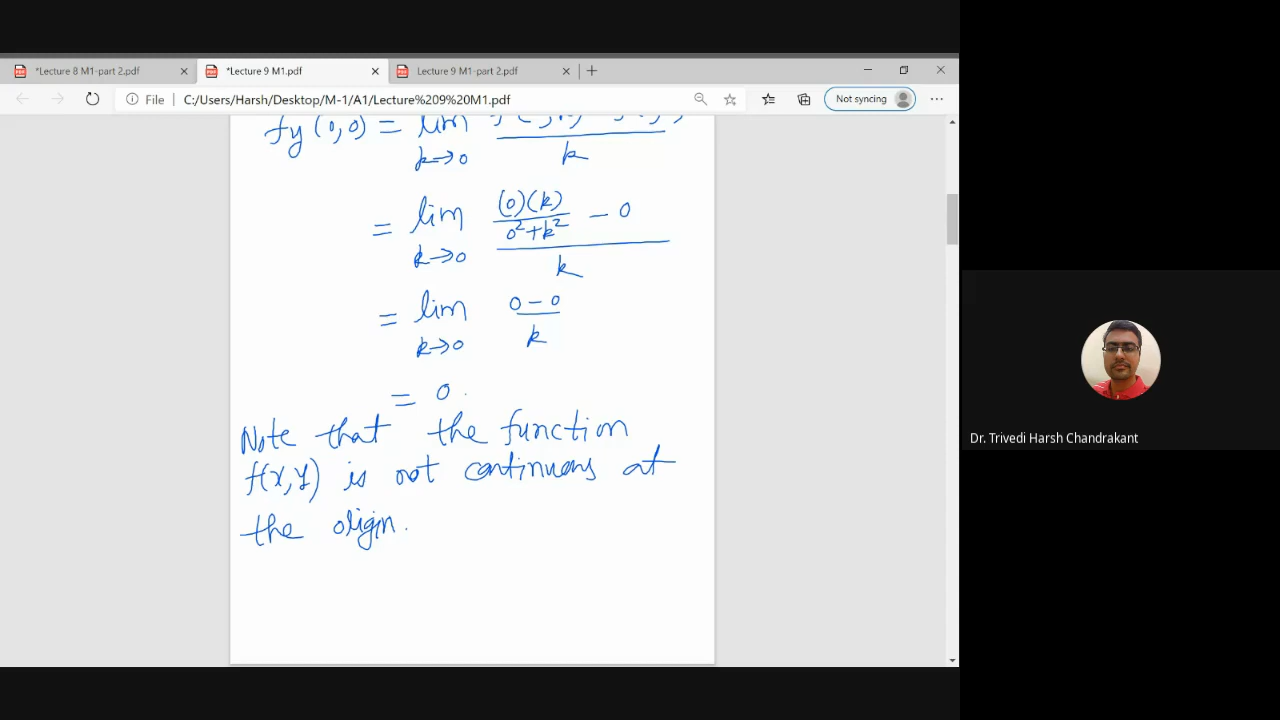 *Lecture 8 M1-part 2.pdf
*Lecture 9 M1.pdf
Lecture 9 M1-part 2.pdf
File
C:/Users/Harsh/Desktop/M-1/A1/Lecture%209%20M1.pdf
Not syncing
fy (0,0) = lim
k→0 k
= lim (0)(k) / 0²+k² - 0
k→0 k
= lim 0-0
k→0 k
= 0.
Note that the function
f(x,y) is not continuous at
the origin.
Dr. Trivedi Harsh Chandrakant